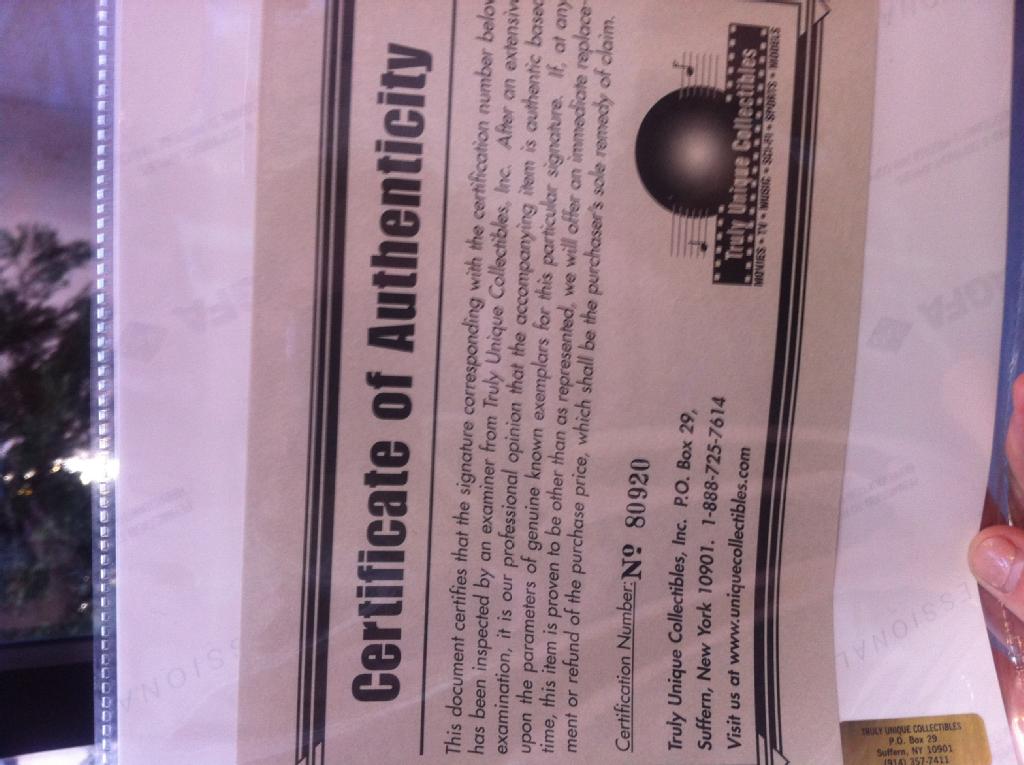 Certificate of Authenticity
This document certifies that the signature corresponding with the certification number below
has been inspected by an examiner from Truly Unique Collectibles, Inc. After an extensive
examination, it is our professional opinion that the accompanying item is authentic based
upon the parameters of genuine known exemplars for this particular signature. If, at any
time, this item is proven to be other than as represented, we will offer an immediate replace-
ment or refund of the purchase price, which shall be the purchaser's sole remedy of claim.
Certification Number: Nº 80920
Truly Unique Collectibles, Inc. P.O. Box 29,
Suffern, New York 10901. 1-888-725-7614
Visit us at www.uniquecollectibles.com
Truly Unique Collectibles
MOVIES • TV • MUSIC • SCI-FI • SPORTS • MODELS
TRULY UNIQUE COLLECTIBLES
P.O. Box 29
Suffern, NY 10901
(914) 357-7411